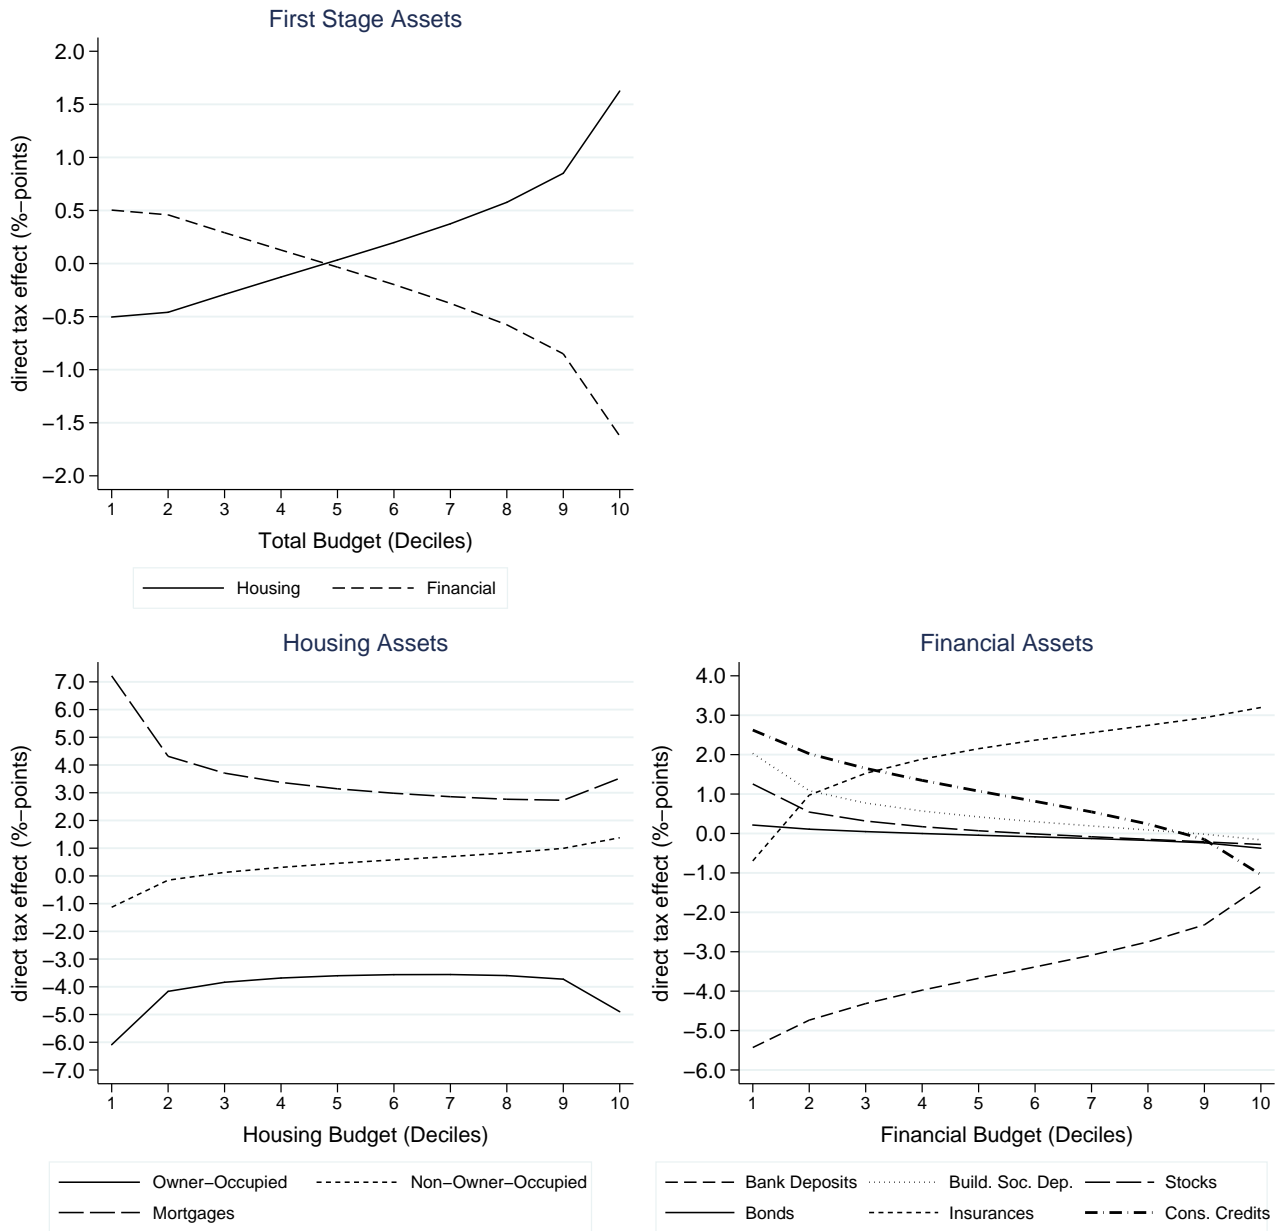 First Stage Assets
direct tax effect (%−points)
2.0
1.5
1.0
0.5
0.0
−0.5
−1.0
−1.5
−2.0
1 2 3 4 5 6 7 8 9 10
Total Budget (Deciles)
Housing Financial
Housing Assets
direct tax effect (%−points)
7.0
6.0
5.0
4.0
3.0
2.0
1.0
0.0
−1.0
−2.0
−3.0
−4.0
−5.0
−6.0
−7.0
1 2 3 4 5 6 7 8 9 10
Housing Budget (Deciles)
Owner−Occupied Non−Owner−Occupied
Mortgages
Financial Assets
direct tax effect (%−points)
4.0
3.0
2.0
1.0
0.0
−1.0
−2.0
−3.0
−4.0
−5.0
−6.0
1 2 3 4 5 6 7 8 9 10
Financial Budget (Deciles)
Bank Deposits Build. Soc. Dep. Stocks
Bonds Insurances Cons. Credits